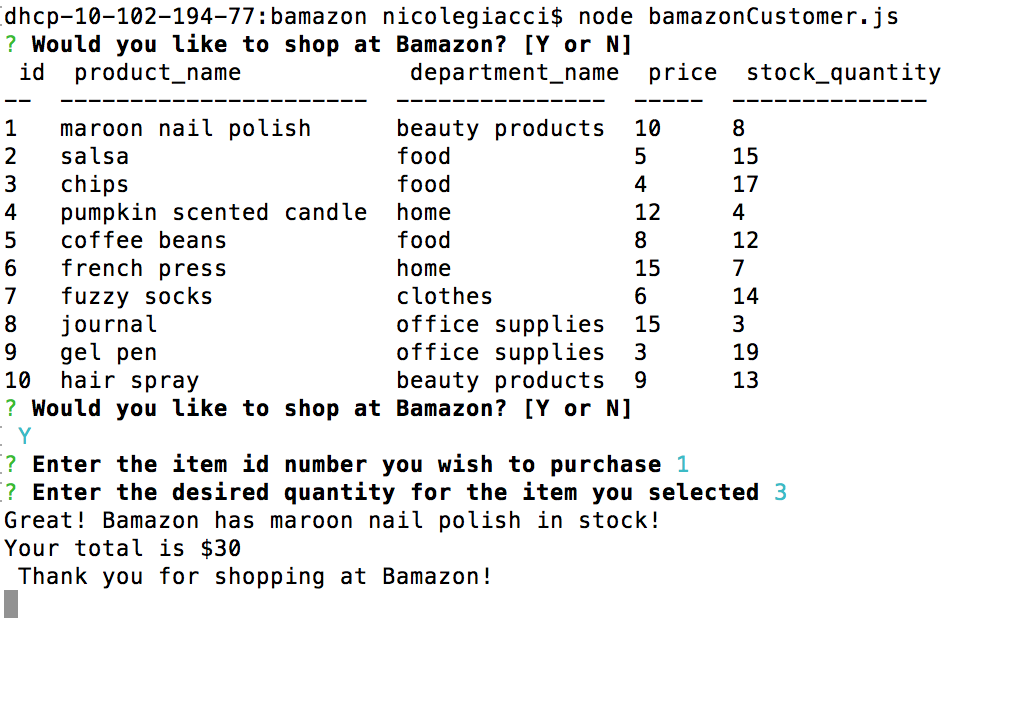 dhcp-10-102-194-77:bamazon nicolegiacci$ node bamazonCustomer.js
? Would you like to shop at Bamazon? [Y or N]
id  product_name            department_name  price  stock_quantity
--  ----------------------  ---------------  -----  --------------
1   maroon nail polish      beauty products  10     8
2   salsa                   food             5      15
3   chips                   food             4      17
4   pumpkin scented candle  home             12     4
5   coffee beans            food             8      12
6   french press            home             15     7
7   fuzzy socks             clothes          6      14
8   journal                 office supplies  15     3
9   gel pen                 office supplies  3      19
10  hair spray              beauty products  9      13
? Would you like to shop at Bamazon? [Y or N]
Y
? Enter the item id number you wish to purchase 1
? Enter the desired quantity for the item you selected 3
Great! Bamazon has maroon nail polish in stock!
Your total is $30
Thank you for shopping at Bamazon!